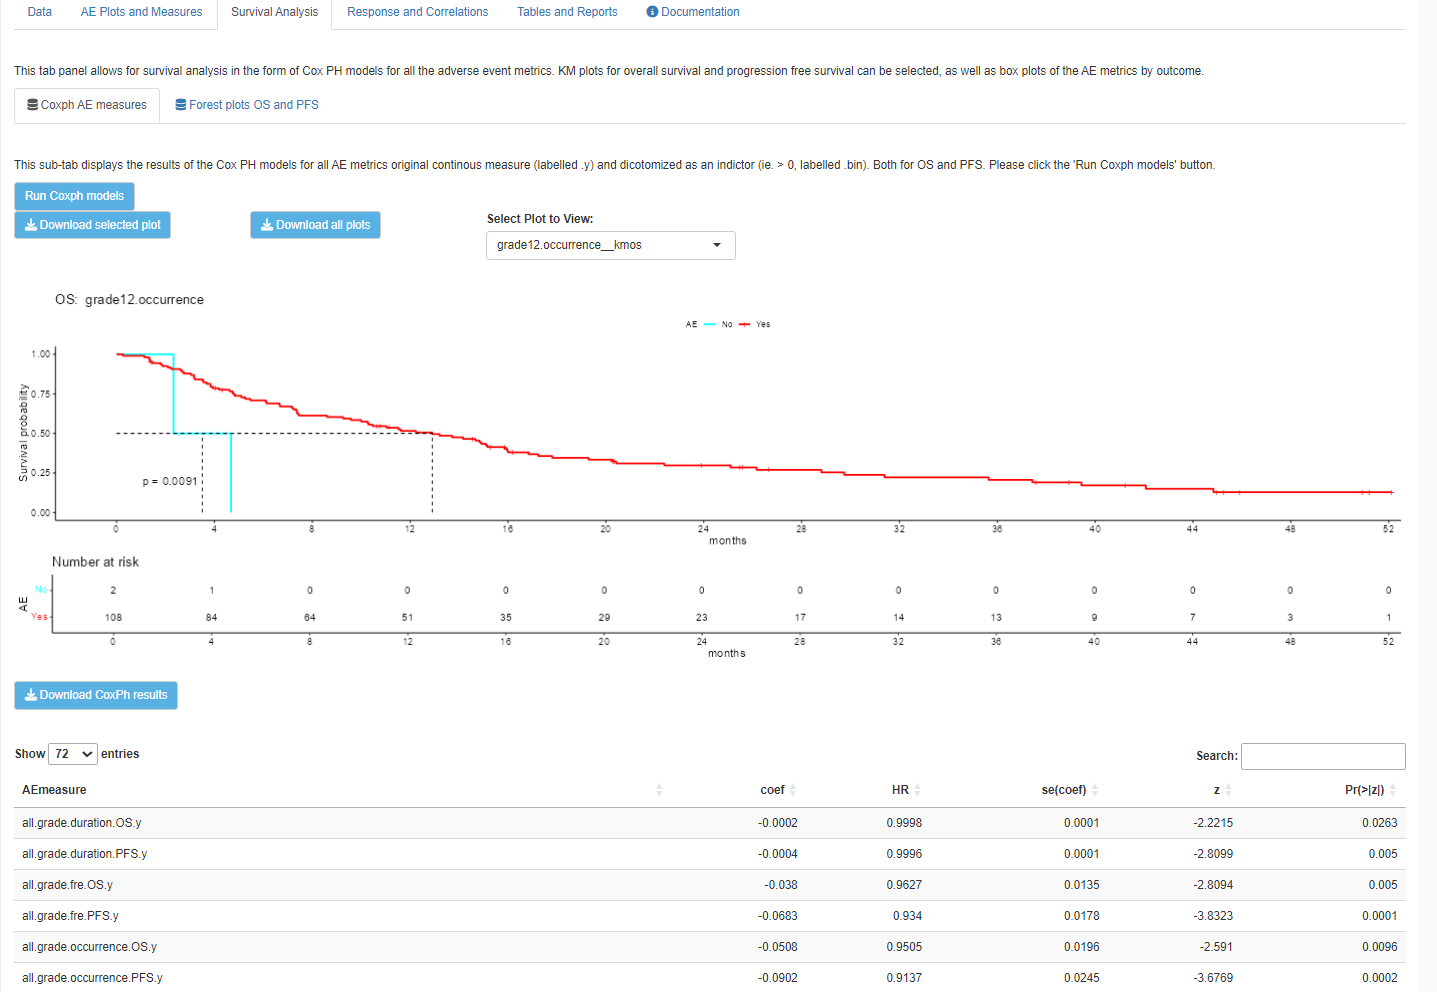 Data AE Plots and Measures Survival Analysis Response and Correlations Tables and Reports Documentation
This tab panel allows for survival analysis in the form of Cox PH models for all the adverse event metrics. KM plots for overall survival and progression free survival can be selected, as well as box plots of the AE metrics by outcome.
Coxph AE measures Forest plots OS and PFS
This sub-tab displays the results of the Cox PH models for all AE metrics original continous measure (labelled .y) and dicotomized as an indictor (ie. > 0, labelled .bin). Both for OS and PFS. Please click the 'Run Coxph models' button.
Run Coxph models
Download selected plot Download all plots Select Plot to View:
grade12.occurrence__kmos
OS: grade12.occurrence
AE No Yes
1.00
0.75
0.50
0.25
0.00
Survival probability
p = 0.0091
0 4 8 12 16 20 24 28 32 36 40 44 48 52
months
Number at risk
AE
No 2 1 0 0 0 0 0 0 0 0 0 0 0 0
Yes 108 84 64 51 35 29 23 17 14 13 9 7 3 1
0 4 8 12 16 20 24 28 32 36 40 44 48 52
months
Download CoxPh results
Show 72 entries Search:
AEmeasure coef HR se(coef) z Pr(>|z|)
all.grade.duration.OS.y -0.0002 0.9998 0.0001 -2.2215 0.0263
all.grade.duration.PFS.y -0.0004 0.9996 0.0001 -2.8099 0.005
all.grade.fre.OS.y -0.038 0.9627 0.0135 -2.8094 0.005
all.grade.fre.PFS.y -0.0683 0.934 0.0178 -3.8323 0.0001
all.grade.occurrence.OS.y -0.0508 0.9505 0.0196 -2.591 0.0096
all.grade.occurrence.PFS.y -0.0902 0.9137 0.0245 -3.6769 0.0002